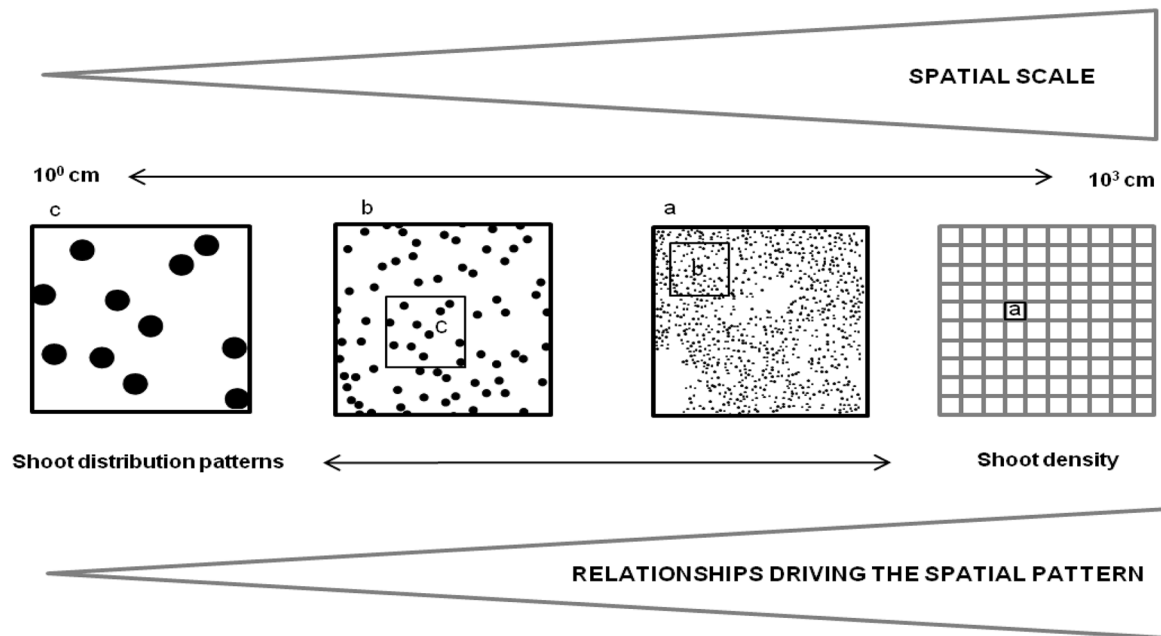 SPATIAL SCALE
10⁰ cm
10³ cm
c
b
a
b
C
a
Shoot distribution patterns
Shoot density
RELATIONSHIPS DRIVING THE SPATIAL PATTERN